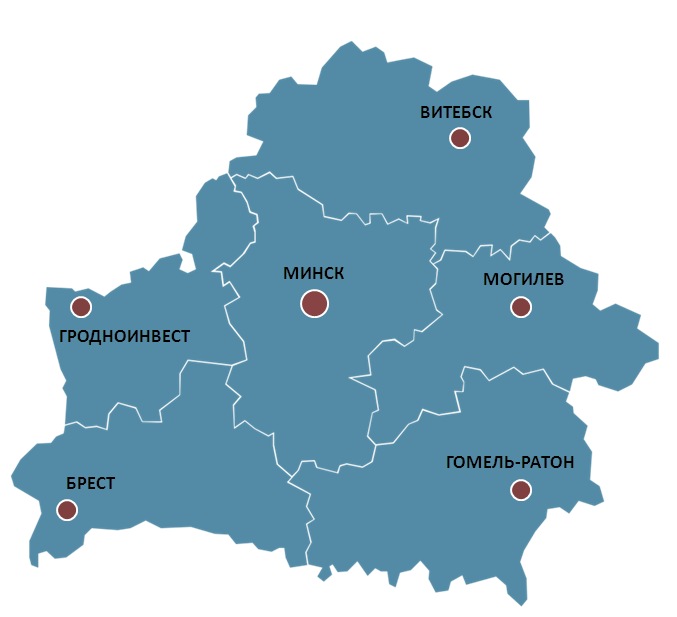 ВИТЕБСК
МИНСК
МОГИЛЕВ
ГРОДНОИНВЕСТ
ГОМЕЛЬ-РАТОН
БРЕСТ